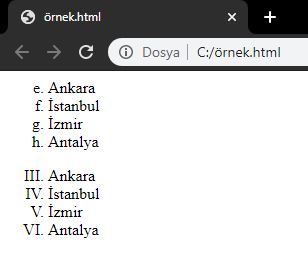 örnek.html
Dosya | C:/örnek.html
e. Ankara
f. İstanbul
g. İzmir
h. Antalya
III. Ankara
IV. İstanbul
V. İzmir
VI. Antalya